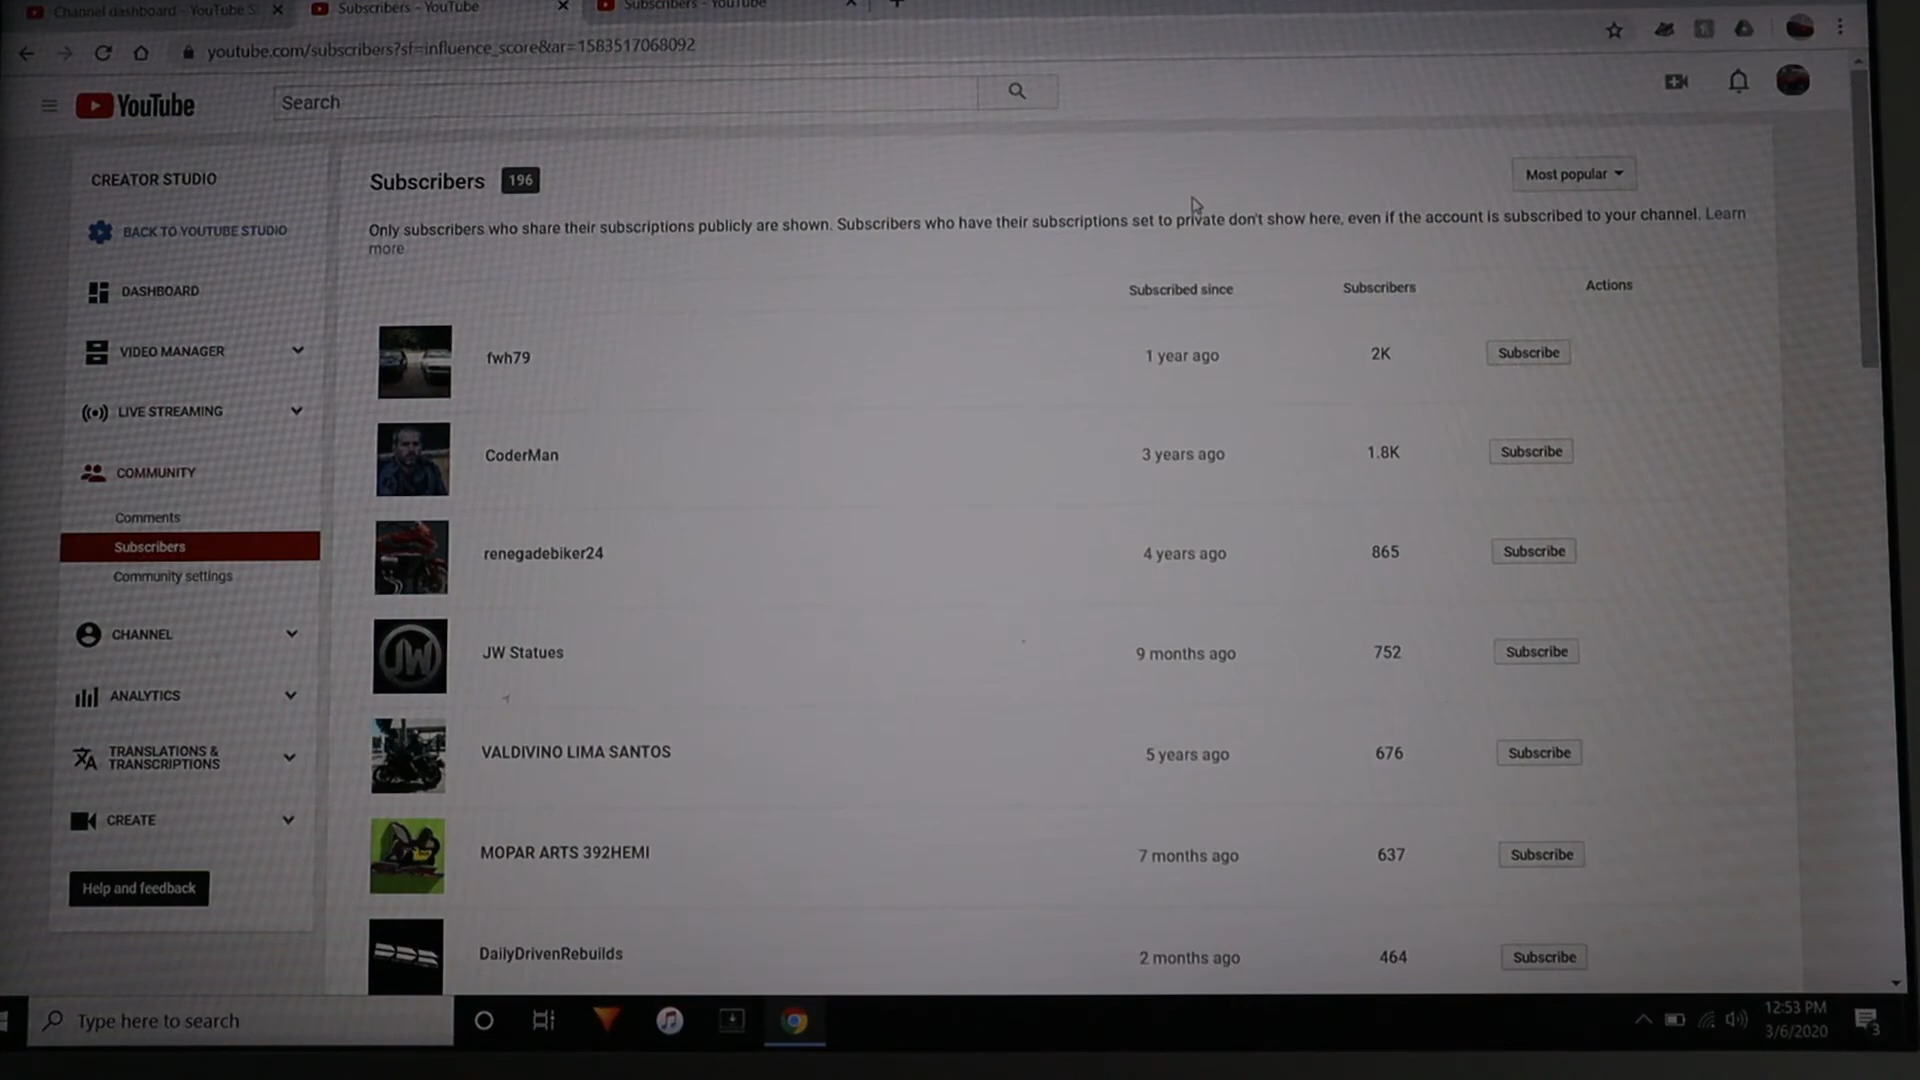 Channel dashboard - YouTube S
Subscribers - YouTube
Subscribers - YouTube
youtube.com/subscribers?sf=influence_score&ar=1583517068092
YouTube
Search
CREATOR STUDIO
BACK TO YOUTUBE STUDIO
DASHBOARD
VIDEO MANAGER
LIVE STREAMING
COMMUNITY
Comments
Subscribers
Community settings
CHANNEL
ANALYTICS
TRANSLATIONS &
TRANSCRIPTIONS
CREATE
Help and feedback
Subscribers 196
Most popular
Only subscribers who share their subscriptions publicly are shown. Subscribers who have their subscriptions set to private don't show here, even if the account is subscribed to your channel. Learn
more
Subscribed since Subscribers Actions
fwh79 1 year ago 2K Subscribe
CoderMan 3 years ago 1.8K Subscribe
renegadebiker24 4 years ago 865 Subscribe
JW Statues 9 months ago 752 Subscribe
VALDIVINO LIMA SANTOS 5 years ago 676 Subscribe
MOPAR ARTS 392HEMI 7 months ago 637 Subscribe
DailyDrivenRebuilds 2 months ago 464 Subscribe
Type here to search
12:53 PM
3/6/2020
3